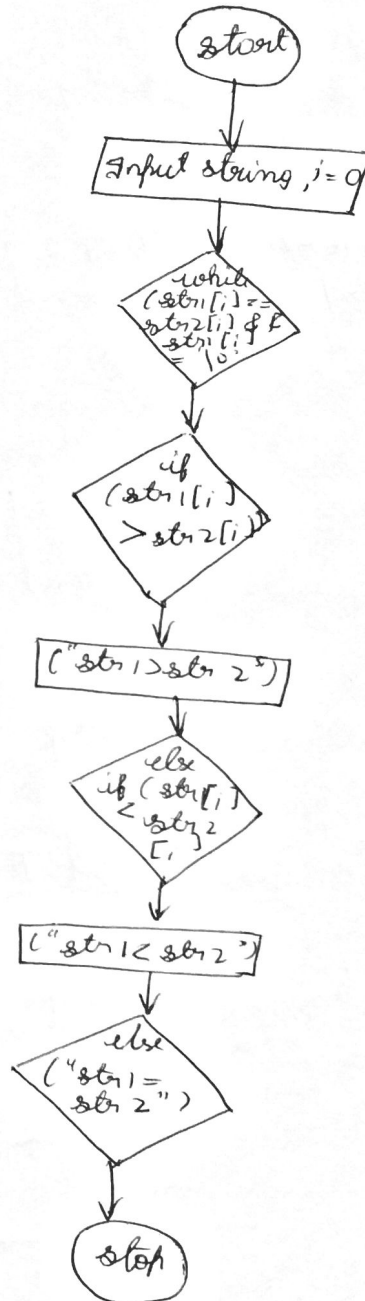 start
Input string, i = 0
while
(str1[i] ==
str2[i] &&
str1[i]
= '\0'
if
(str1[i]
> str2[i])
("str1>str2")
else
if (str[i]
<
str2
[i
("str1<str2")
else
("str1=
str2")
stop